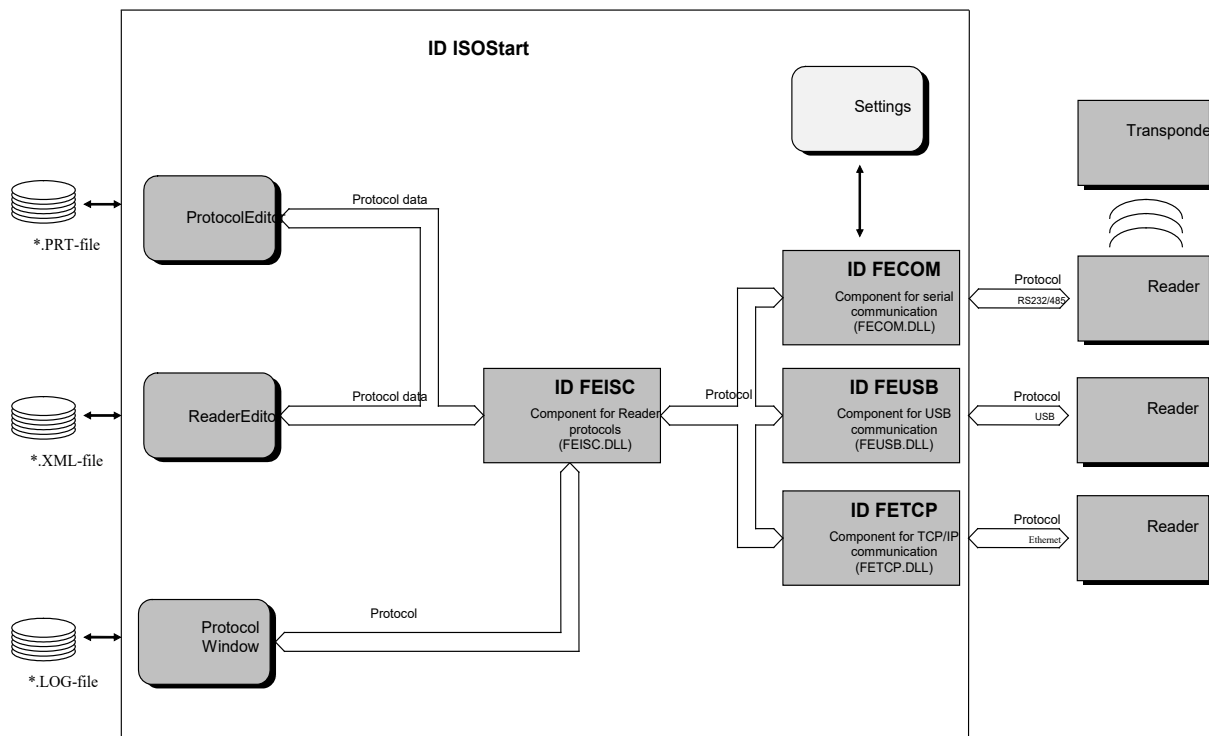 ID ISOStart
Settings
Transponde
ProtocolEditor
Protocol data
*.PRT-file
ID FECOM
Component for serial
communication
(FECOM.DLL)
Protocol
RS232/485
Reader
ReaderEditor
Protocol data
*.XML-file
ID FEISC
Component for Reader
protocols
(FEISC.DLL)
Protocol
ID FEUSB
Component for USB
communication
(FEUSB.DLL)
Protocol
USB
Reader
ID FETCP
Component for TCP/IP
communication
(FETCP.DLL)
Protocol
Ethernet
Reader
Protocol
Window
Protocol
*.LOG-file